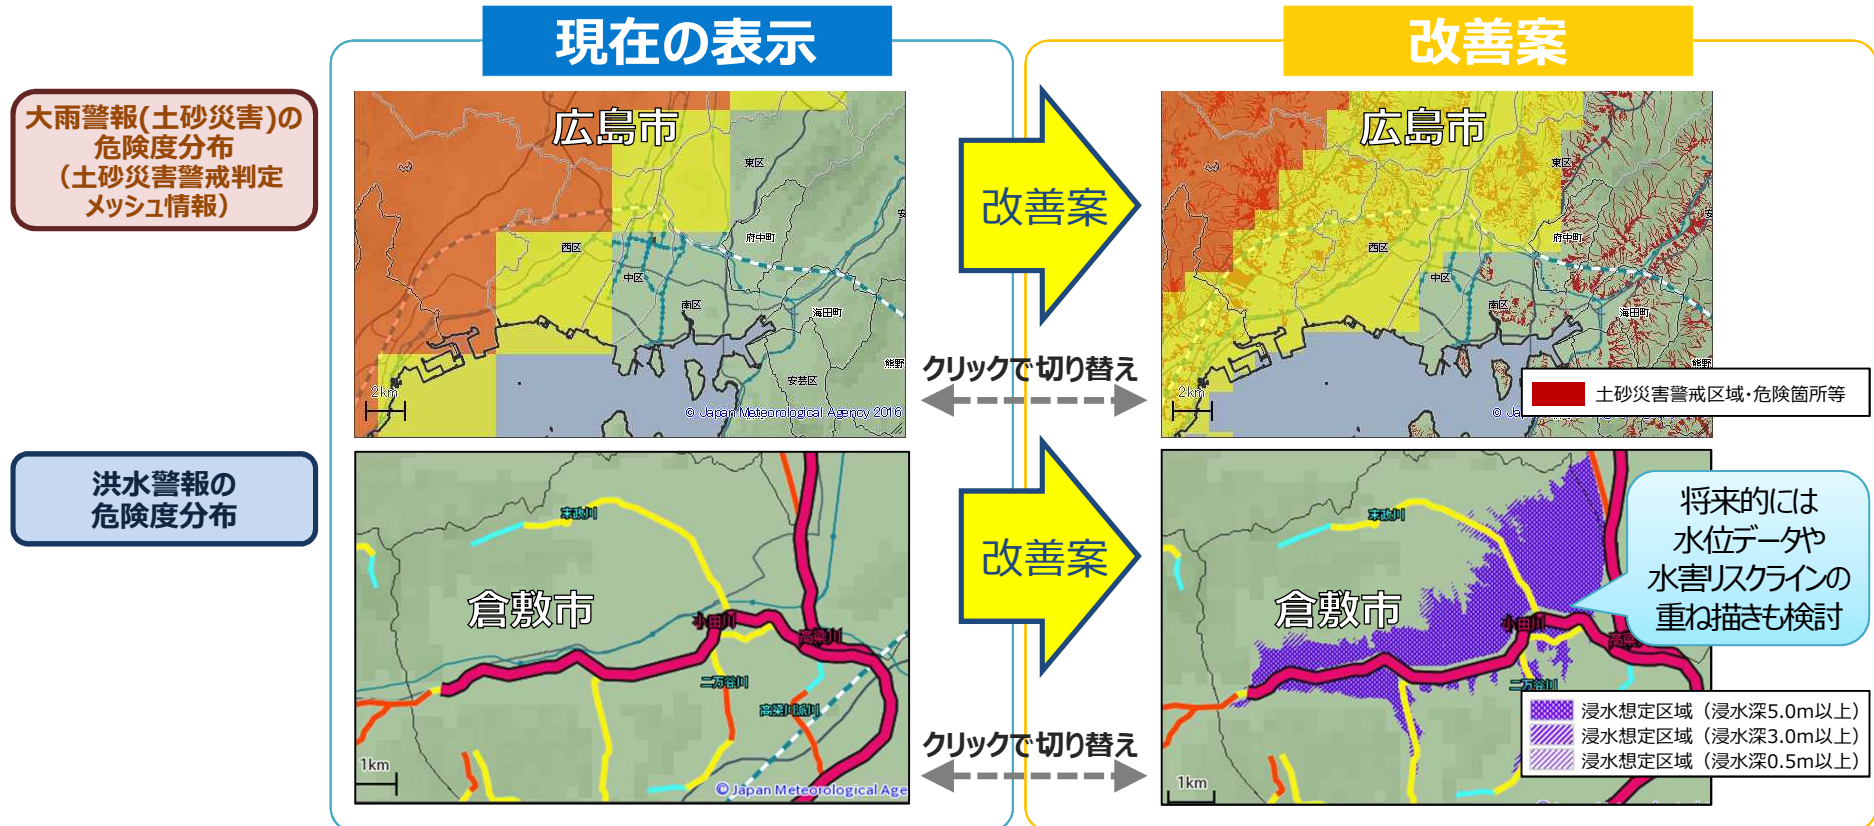 現在の表示
改善案
大雨警報(土砂災害)の
危険度分布
(土砂災害警戒判定
メッシュ情報)
広島市
東区
西区
中区
南区
府中町
海田町
安芸区
熊野
安
2km
© Japan Meteorological Agency 2016
改善案
クリックで切り替え
広島市
東区
西区
中区
南区
府中町
海田町
熊野
安
2km
© Ja
土砂災害警戒区域・危険箇所等
洪水警報の
危険度分布
末政川
倉敷市
小田川
高梁川
二万谷川
高梁川派川
1km
© Japan Meteorological Age
改善案
クリックで切り替え
末政川
倉敷市
小田川
二万谷川
1km
将来的には
水位データや
水害リスクラインの
重ね描きも検討
浸水想定区域（浸水深5.0m以上）
浸水想定区域（浸水深3.0m以上）
浸水想定区域（浸水深0.5m以上）